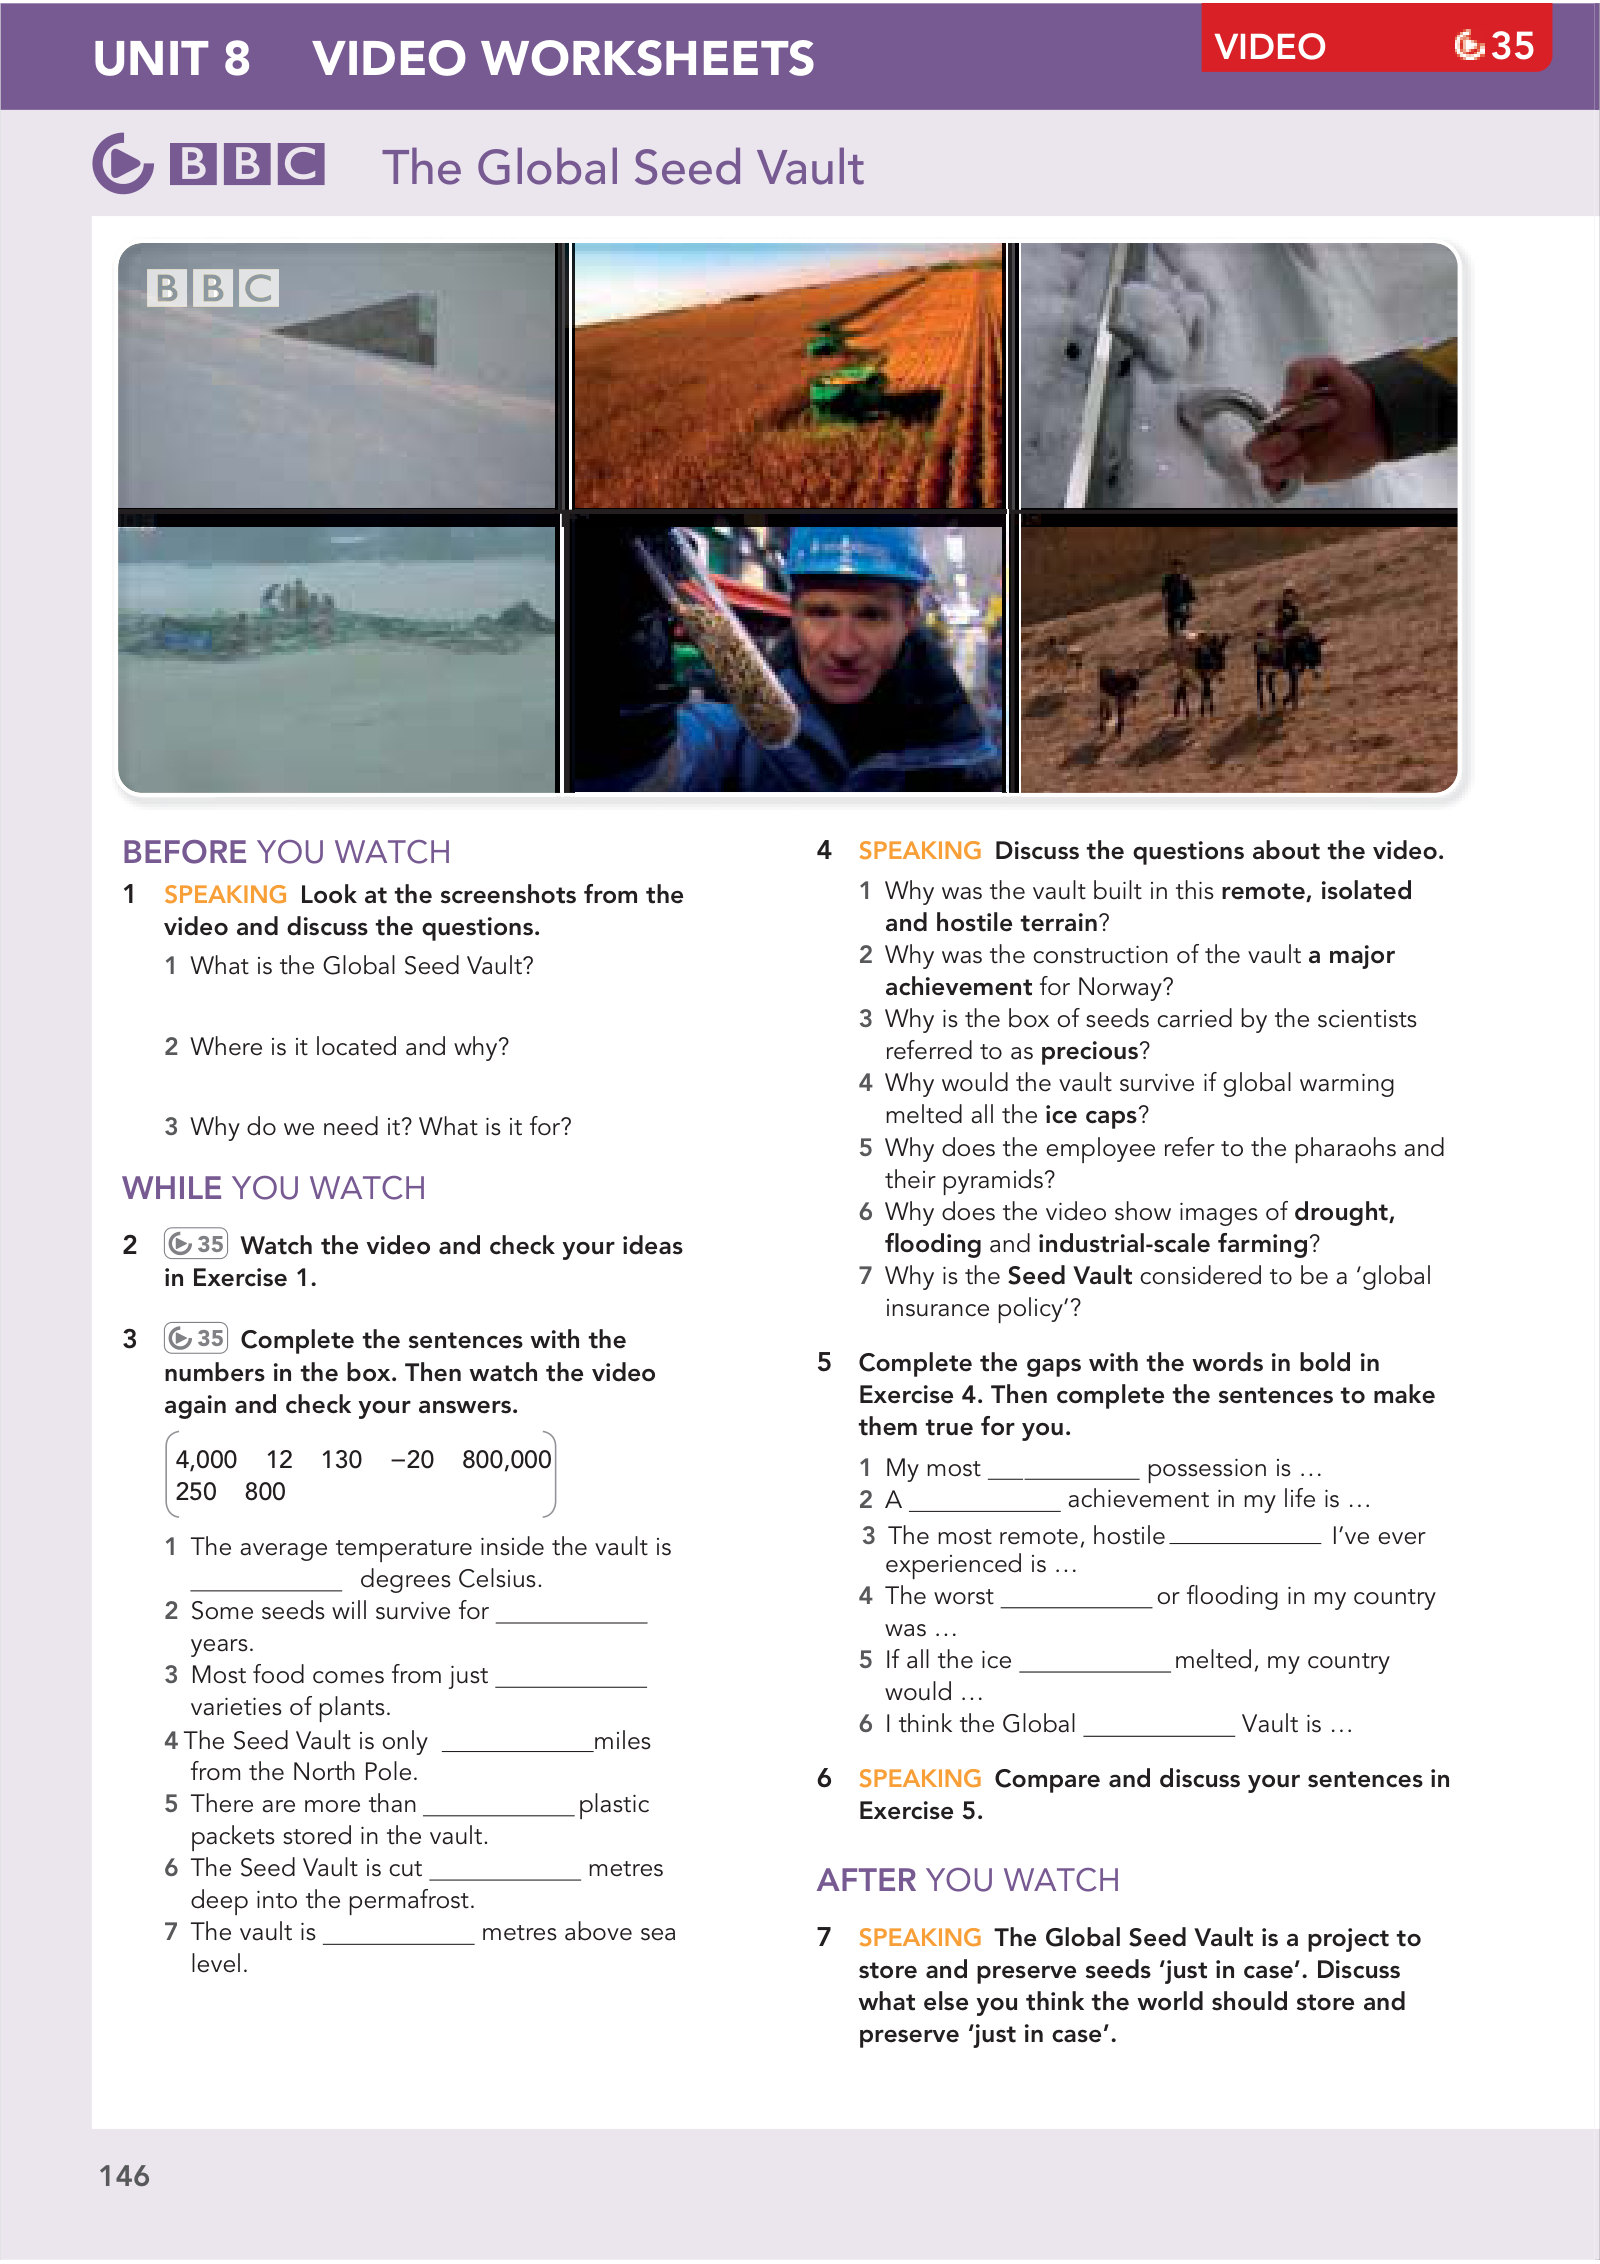 UNIT 8 VIDEO WORKSHEETS
VIDEO 35
BBC The Global Seed Vault
BBC
BEFORE YOU WATCH
1 SPEAKING Look at the screenshots from the
video and discuss the questions.
1 What is the Global Seed Vault?
2 Where is it located and why?
3 Why do we need it? What is it for?
WHILE YOU WATCH
2 35 Watch the video and check your ideas
in Exercise 1.
3 35 Complete the sentences with the
numbers in the box. Then watch the video
again and check your answers.
4,000 12 130 −20 800,000
250 800
1 The average temperature inside the vault is
____________ degrees Celsius.
2 Some seeds will survive for ____________
years.
3 Most food comes from just ____________
varieties of plants.
4 The Seed Vault is only ____________ miles
from the North Pole.
5 There are more than ____________ plastic
packets stored in the vault.
6 The Seed Vault is cut ____________ metres
deep into the permafrost.
7 The vault is ____________ metres above sea
level.
4 SPEAKING Discuss the questions about the video.
1 Why was the vault built in this remote, isolated
and hostile terrain?
2 Why was the construction of the vault a major
achievement for Norway?
3 Why is the box of seeds carried by the scientists
referred to as precious?
4 Why would the vault survive if global warming
melted all the ice caps?
5 Why does the employee refer to the pharaohs and
their pyramids?
6 Why does the video show images of drought,
flooding and industrial-scale farming?
7 Why is the Seed Vault considered to be a ‘global
insurance policy’?
5 Complete the gaps with the words in bold in
Exercise 4. Then complete the sentences to make
them true for you.
1 My most ____________ possession is …
2 A ____________ achievement in my life is …
3 The most remote, hostile ____________ I’ve ever
experienced is …
4 The worst ____________ or flooding in my country
was …
5 If all the ice ____________ melted, my country
would …
6 I think the Global ____________ Vault is …
6 SPEAKING Compare and discuss your sentences in
Exercise 5.
AFTER YOU WATCH
7 SPEAKING The Global Seed Vault is a project to
store and preserve seeds ‘just in case’. Discuss
what else you think the world should store and
preserve ‘just in case’.
146